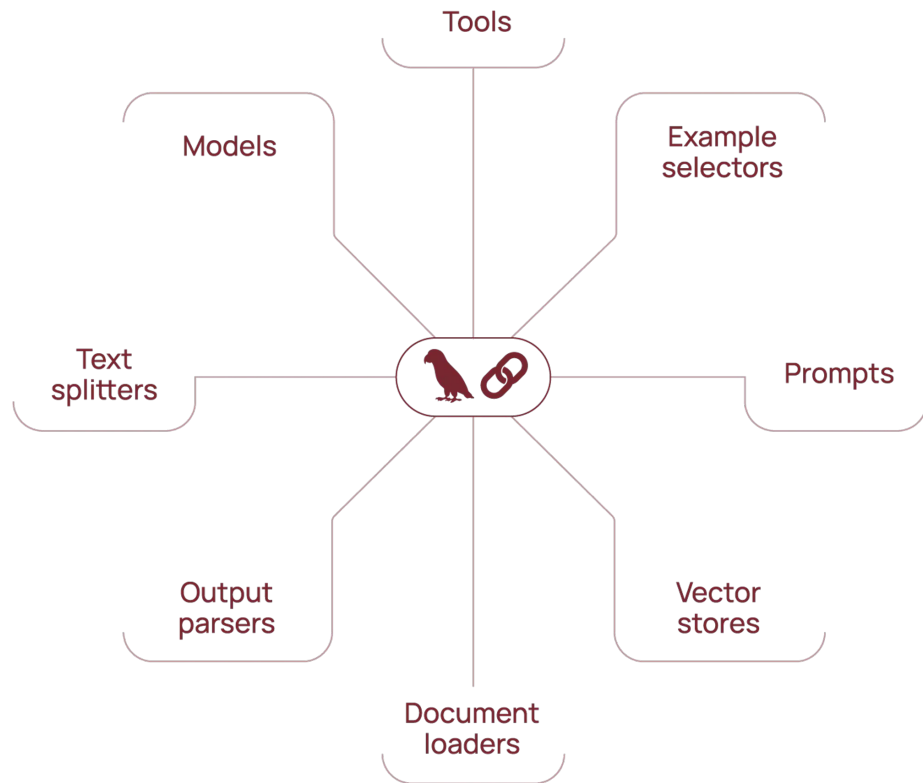 Tools
Models
Example
selectors
Text
splitters
Prompts
Output
parsers
Vector
stores
Document
loaders